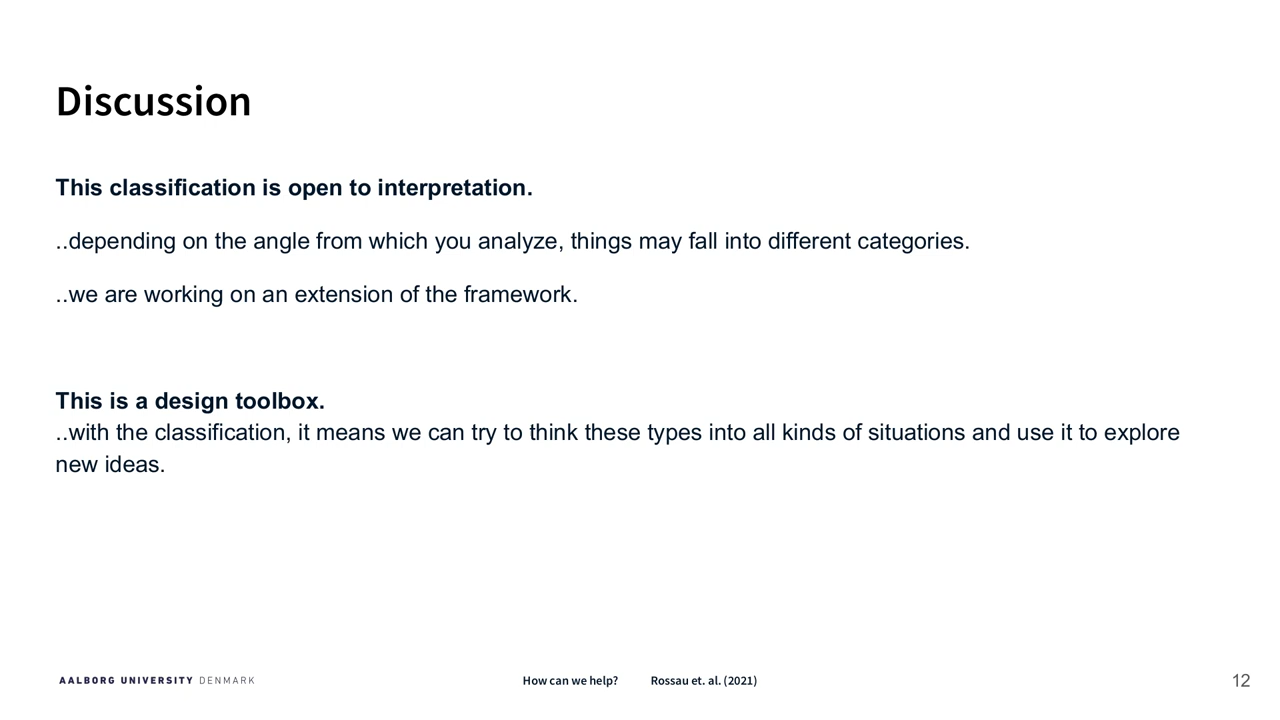 Discussion
This classification is open to interpretation.
..depending on the angle from which you analyze, things may fall into different categories.
..we are working on an extension of the framework.
This is a design toolbox.
..with the classification, it means we can try to think these types into all kinds of situations and use it to explore
new ideas.
AALBORG UNIVERSITY DENMARK
How can we help? Rossau et. al. (2021)
12